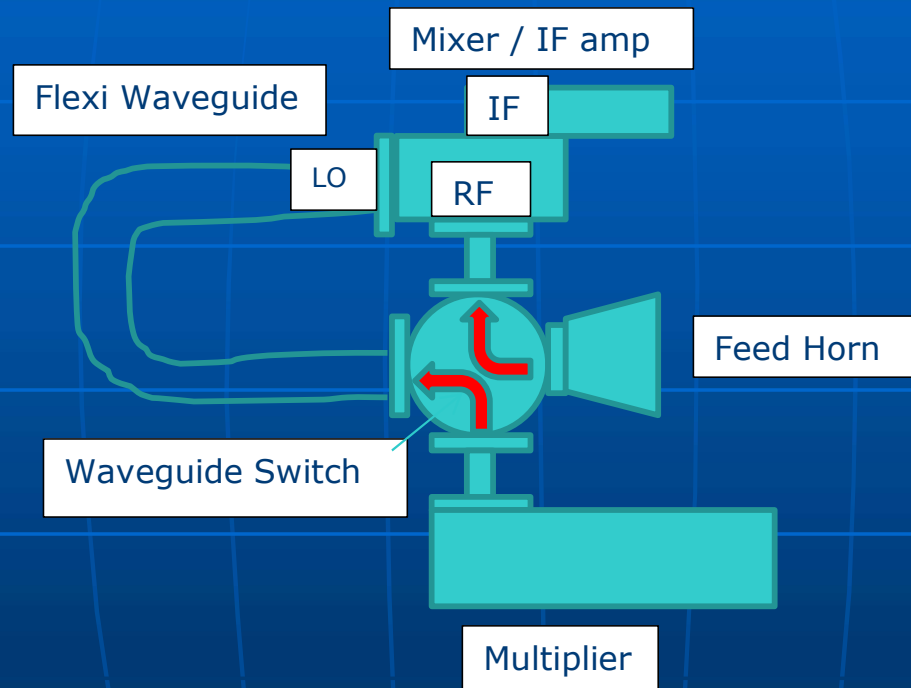 Mixer / IF amp
Flexi Waveguide
IF
LO
RF
Feed Horn
Waveguide Switch
Multiplier